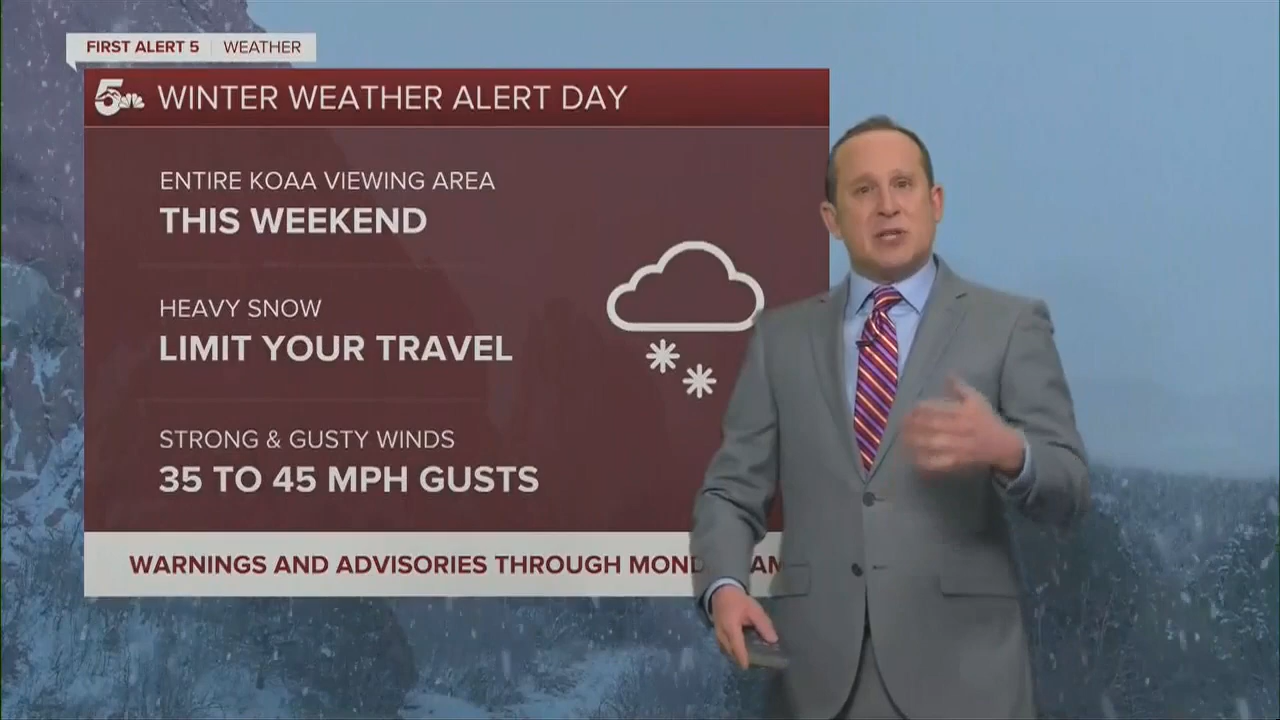 FIRST ALERT 5 WEATHER
5 WINTER WEATHER ALERT DAY
ENTIRE KOAA VIEWING AREA
THIS WEEKEND
HEAVY SNOW
LIMIT YOUR TRAVEL
STRONG & GUSTY WINDS
35 TO 45 MPH GUSTS
WARNINGS AND ADVISORIES THROUGH